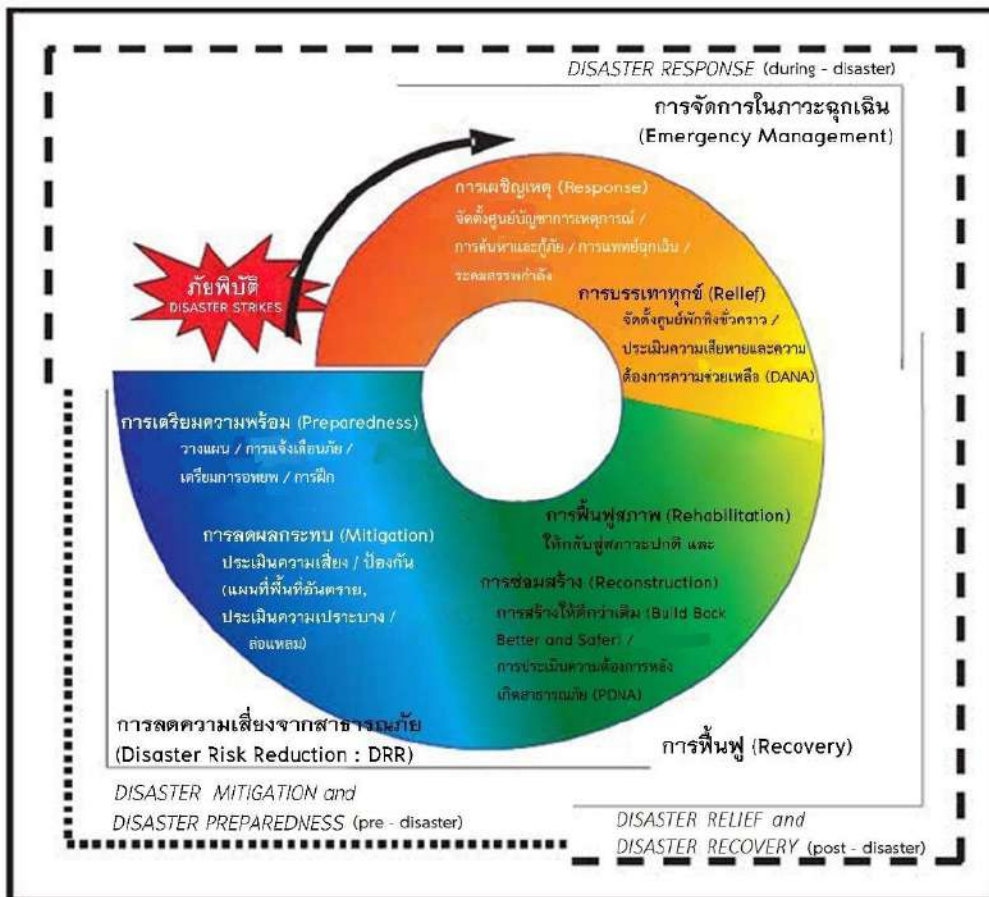 DISASTER RESPONSE (during - disaster)
การจัดการในภาวะฉุกเฉิน
(Emergency Management)
การเผชิญเหตุ (Response)
จัดตั้งศูนย์บัญชาการเหตุการณ์ /
การค้นหาและกู้ภัย / การแพทย์ฉุกเฉิน /
ระดมสรรพกำลัง
ภัยพิบัติ
DISASTER STRIKES
การบรรเทาทุกข์ (Relief)
จัดตั้งศูนย์พักพิงชั่วคราว /
ประเมินความเสียหายและความ
ต้องการความช่วยเหลือ (DANA)
การเตรียมความพร้อม (Preparedness)
วางแผน / การแจ้งเตือนภัย /
เตรียมการอพยพ / การฝึก
การลดผลกระทบ (Mitigation)
ประเมินความเสี่ยง / ป้องกัน
(แผนที่พื้นที่อันตราย,
ประเมินความเปราะบาง /
ล่อแหลม)
การฟื้นฟูสภาพ (Rehabilitation)
ให้กลับสู่สภาวะปกติ และ
การซ่อมสร้าง (Reconstruction)
การสร้างให้ดีกว่าเดิม (Build Back
Better and Safer) /
การประเมินความต้องการหลัง
เกิดสาธารณภัย (PDNA)
การลดความเสี่ยงจากสาธารณภัย
(Disaster Risk Reduction : DRR)
การฟื้นฟู (Recovery)
DISASTER MITIGATION and
DISASTER PREPAREDNESS (pre - disaster)
DISASTER RELIEF and
DISASTER RECOVERY (post - disaster)